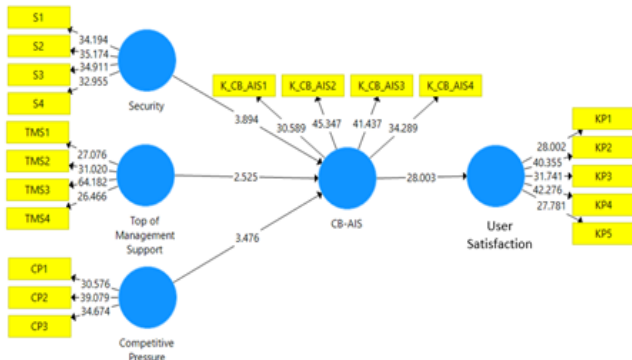 S1
S2
S3
S4
34.194
35.174
34.911
32.955
Security
TMS1
TMS2
TMS3
TMS4
27.076
31.020
64.182
26.466
Top of
Management
Support
CP1
CP2
CP3
30.576
39.079
34.674
Competitive
Pressure
3.894
2.525
3.476
K_CB_AIS1
K_CB_AIS2
K_CB_AIS3
K_CB_AIS4
30.589
45.347
41.437
34.289
CB-AIS
28.003
User
Satisfaction
28.002
40.355
31.741
42.276
27.781
KP1
KP2
KP3
KP4
KP5